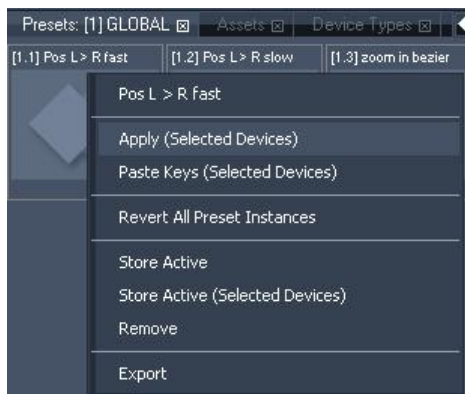 Presets: [1] GLOBAL Assets Device Types
[1.1] Pos L> R fast [1.2] Pos L> R slow [1.3] zoom in bezier
Pos L > R fast
Apply (Selected Devices)
Paste Keys (Selected Devices)
Revert All Preset Instances
Store Active
Store Active (Selected Devices)
Remove
Export